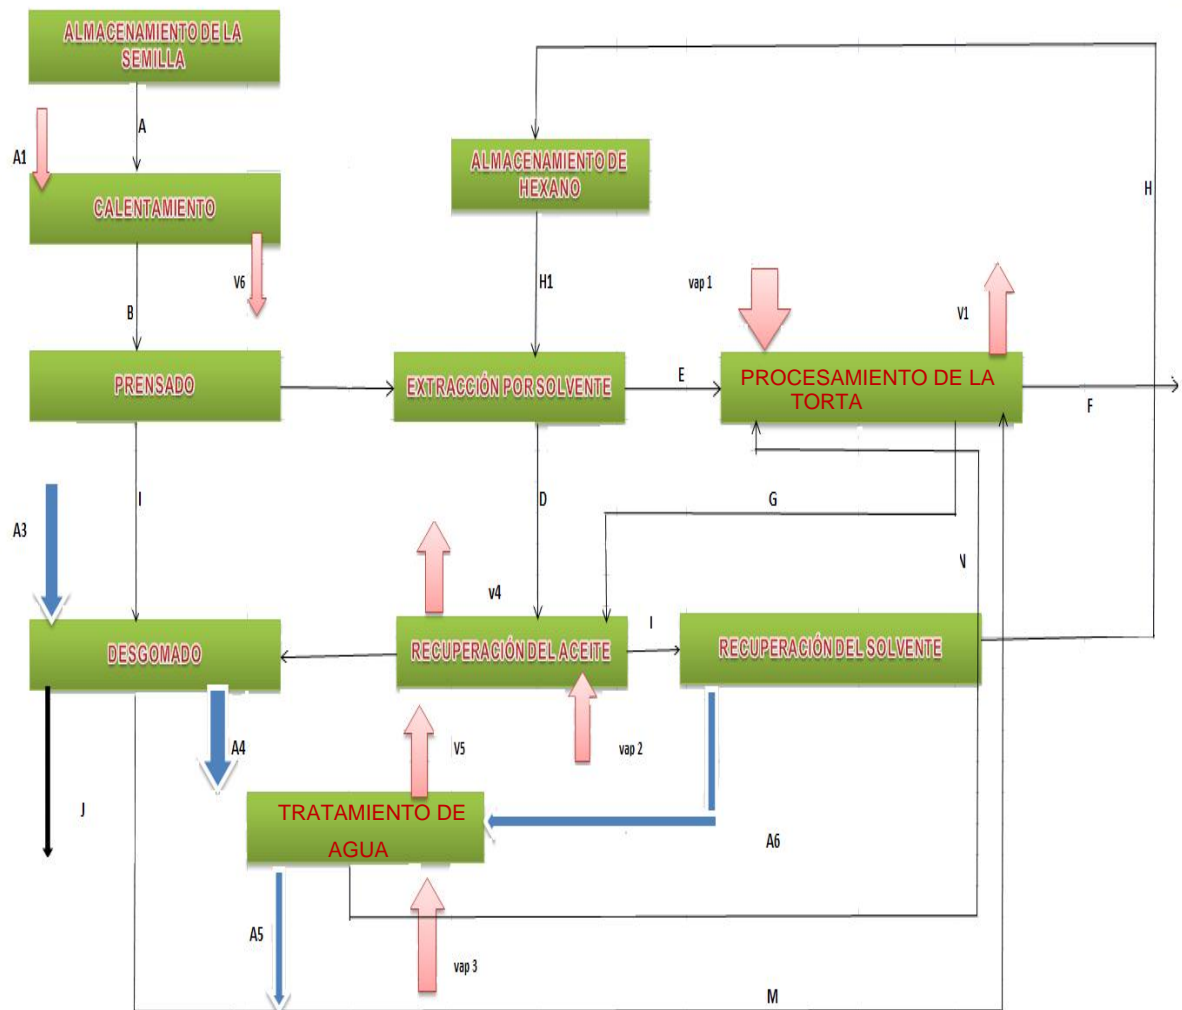 ALMACENAMIENTO DE LA
SEMILLA
A
A1
CALENTAMIENTO
ALMACENAMIENTO DE
HEXANO
H
V6
B
H1
vap 1
V1
PRENSADO
EXTRACCIÓN POR SOLVENTE
E
PROCESAMIENTO DE LA
TORTA
F
I
D
G
A3
N
v4
DESGOMADO
RECUPERACIÓN DEL ACEITE
I
RECUPERACIÓN DEL SOLVENTE
A4
V5
vap 2
J
TRATAMIENTO DE
AGUA
A6
A5
vap 3
M